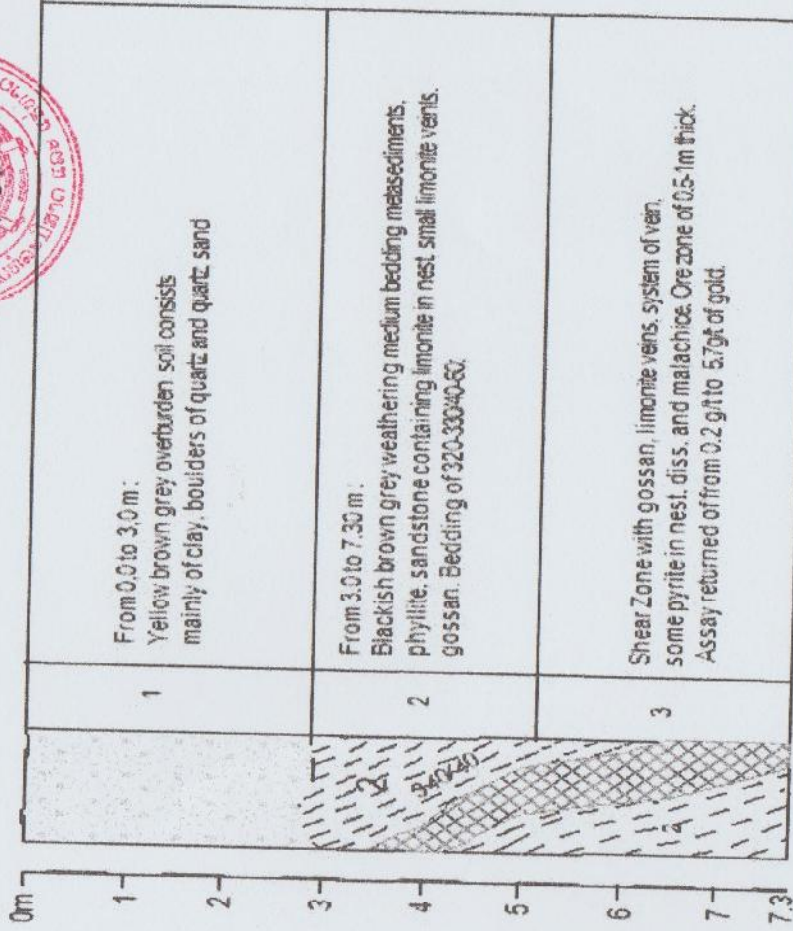 0m
1
2
3
4
5
6
7
7,3
2
340∠40
2
1
From 0,0 to 3,0 m :
Yellow brown grey overburden soil consists
mainly of clay, boulders of quartz and quartz sand
2
From 3.0 to 7.30 m :
Blackish brown grey weathering medium bedding metasediments,
phyllite, sandstone containing limonite in nest, small limonite veints,
gossan. Bedding of 320-330/40-60;
3
Shear Zone with gossan, limonite veins, system of vein,
some pyrite in nest, diss, and malachice. Ore zone of 0.5-1m thick.
Assay returned of from 0.2 g/t to 5.7g/t of gold.